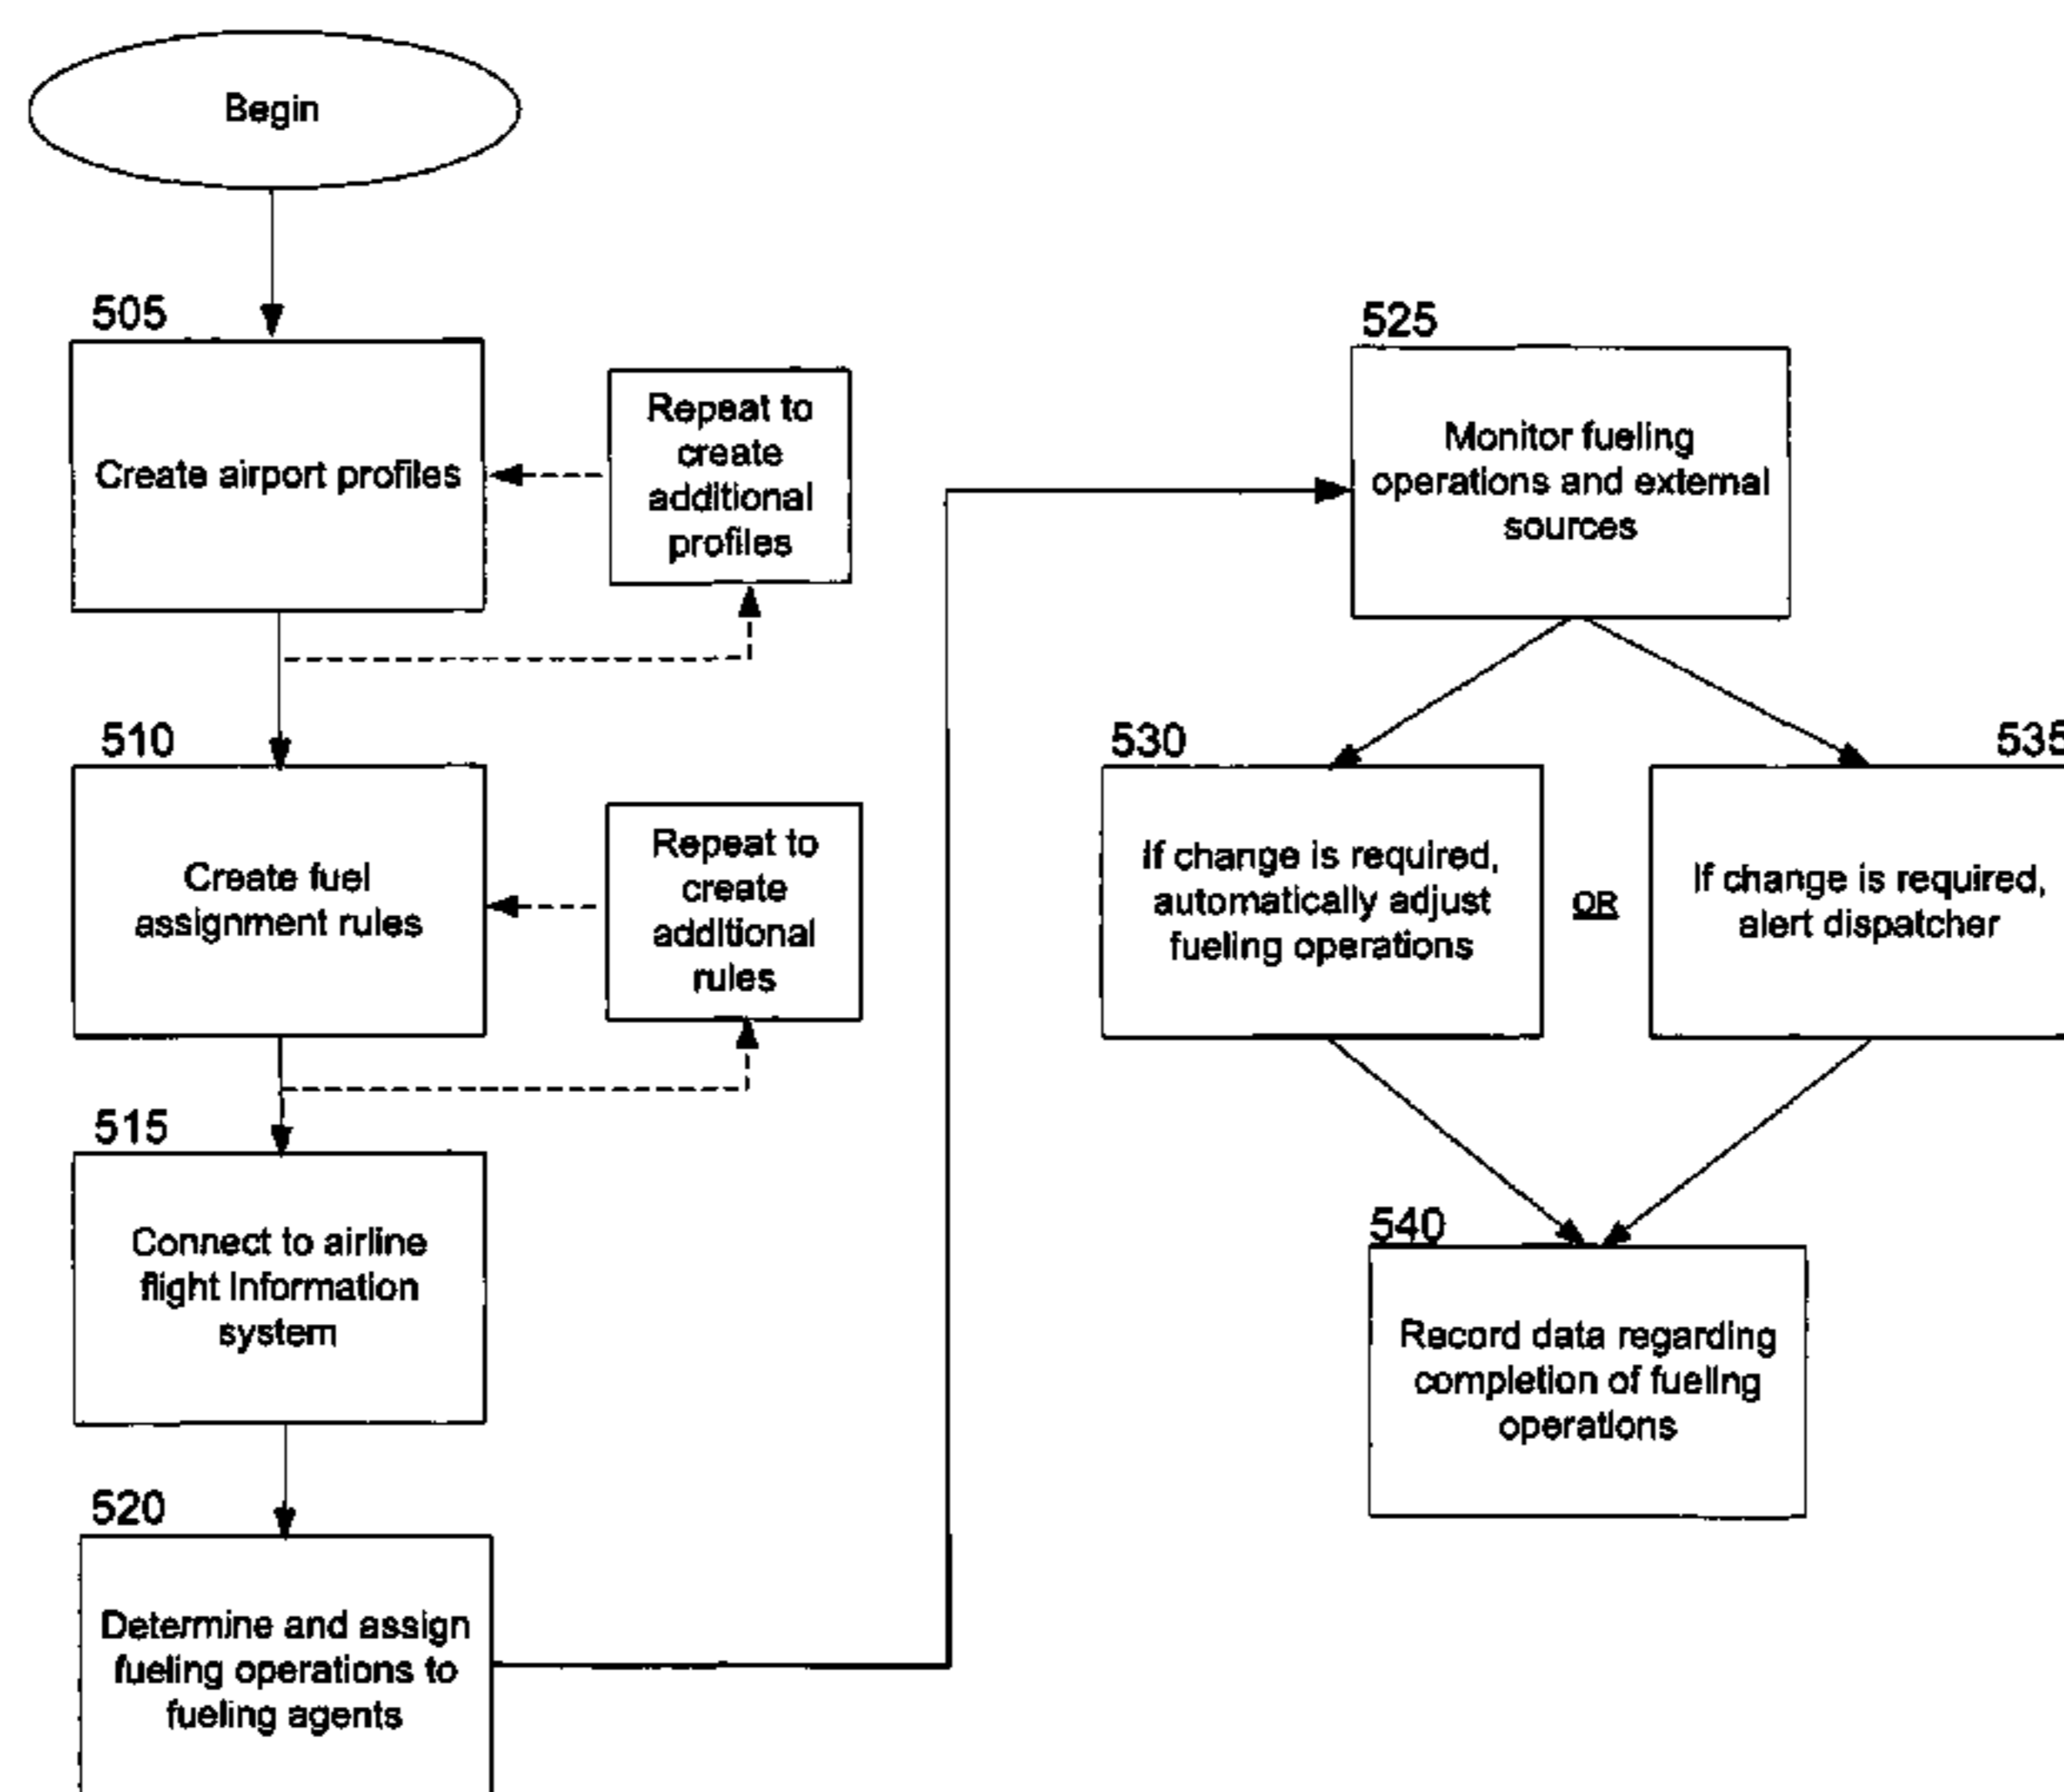 Begin
505
Create airport profiles
Repeat to
create
additional
profiles
510
Create fuel
assignment rules
Repeat to
create
additional
rules
515
Connect to airline
flight information
system
520
Determine and assign
fueling operations to
fueling agents
525
Monitor fueling
operations and external
sources
530
If change is required,
automatically adjust
fueling operations
OR
535
If change is required,
alert dispatcher
540
Record data regarding
completion of fueling
operations